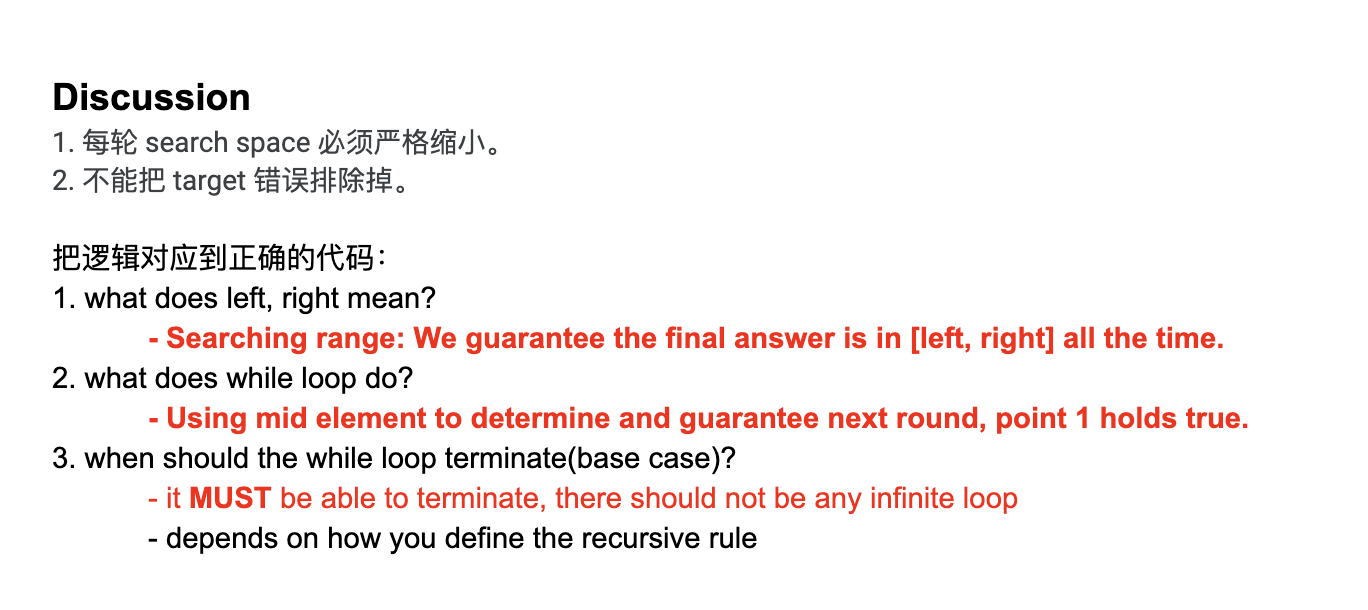 Discussion
1. 每轮 search space 必须严格缩小。
2. 不能把 target 错误排除掉。
把逻辑对应到正确的代码：
1. what does left, right mean?
- Searching range: We guarantee the final answer is in [left, right] all the time.
2. what does while loop do?
- Using mid element to determine and guarantee next round, point 1 holds true.
3. when should the while loop terminate(base case)?
- it MUST be able to terminate, there should not be any infinite loop
- depends on how you define the recursive rule